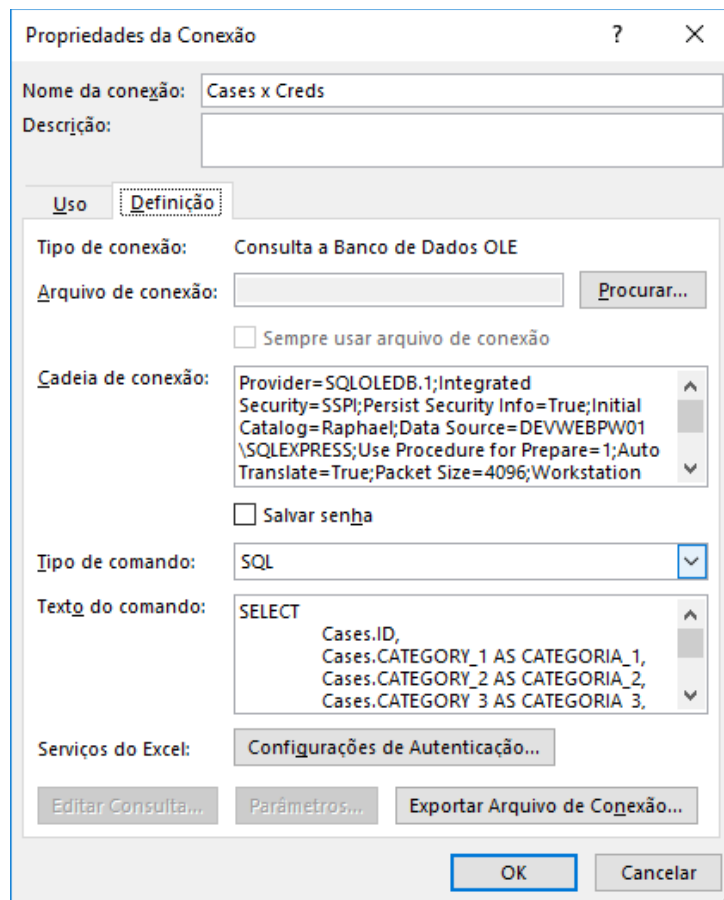 Propriedades da Conexão ?
Nome da conexão: Cases x Creds
Descrição:
Uso Definição
Tipo de conexão: Consulta a Banco de Dados OLE
Arquivo de conexão: Procurar...
Sempre usar arquivo de conexão
Cadeia de conexão: Provider=SQLOLEDB.1;Integrated
Security=SSPI;Persist Security Info=True;Initial
Catalog=Raphael;Data Source=DEVWEBPW01
\SQLEXPRESS;Use Procedure for Prepare=1;Auto
Translate=True;Packet Size=4096;Workstation
Salvar senha
Tipo de comando: SQL
Texto do comando: SELECT
Cases.ID,
Cases.CATEGORY_1 AS CATEGORIA_1,
Cases.CATEGORY_2 AS CATEGORIA_2,
Cases.CATEGORY_3 AS CATEGORIA_3,
Serviços do Excel: Configurações de Autenticação...
Editar Consulta... Parâmetros... Exportar Arquivo de Conexão...
OK Cancelar